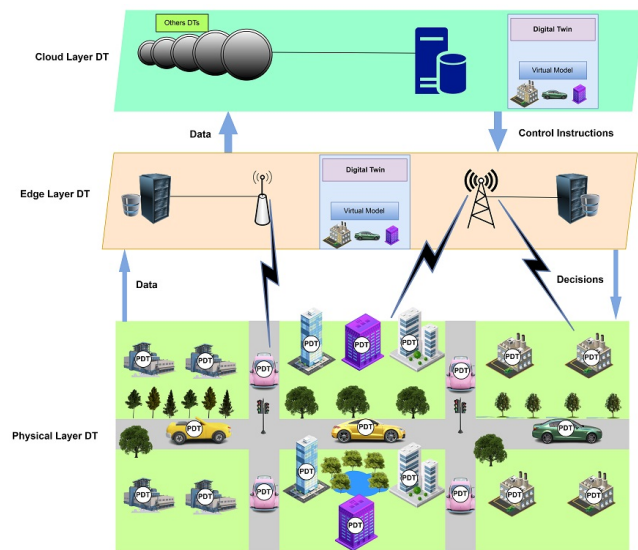 Others DTs
Cloud Layer DT
Digital Twin
Virtual Model
Data
Control Instructions
Edge Layer DT
Digital Twin
Virtual Model
Data
Decisions
PDT
PDT
PDT
PDT
PDT
PDT
PDT
PDT
PDT
Physical Layer DT
PDT
PDT
PDT
PDT
PDT
PDT
PDT
PDT
PDT
PDT
PDT
PDT